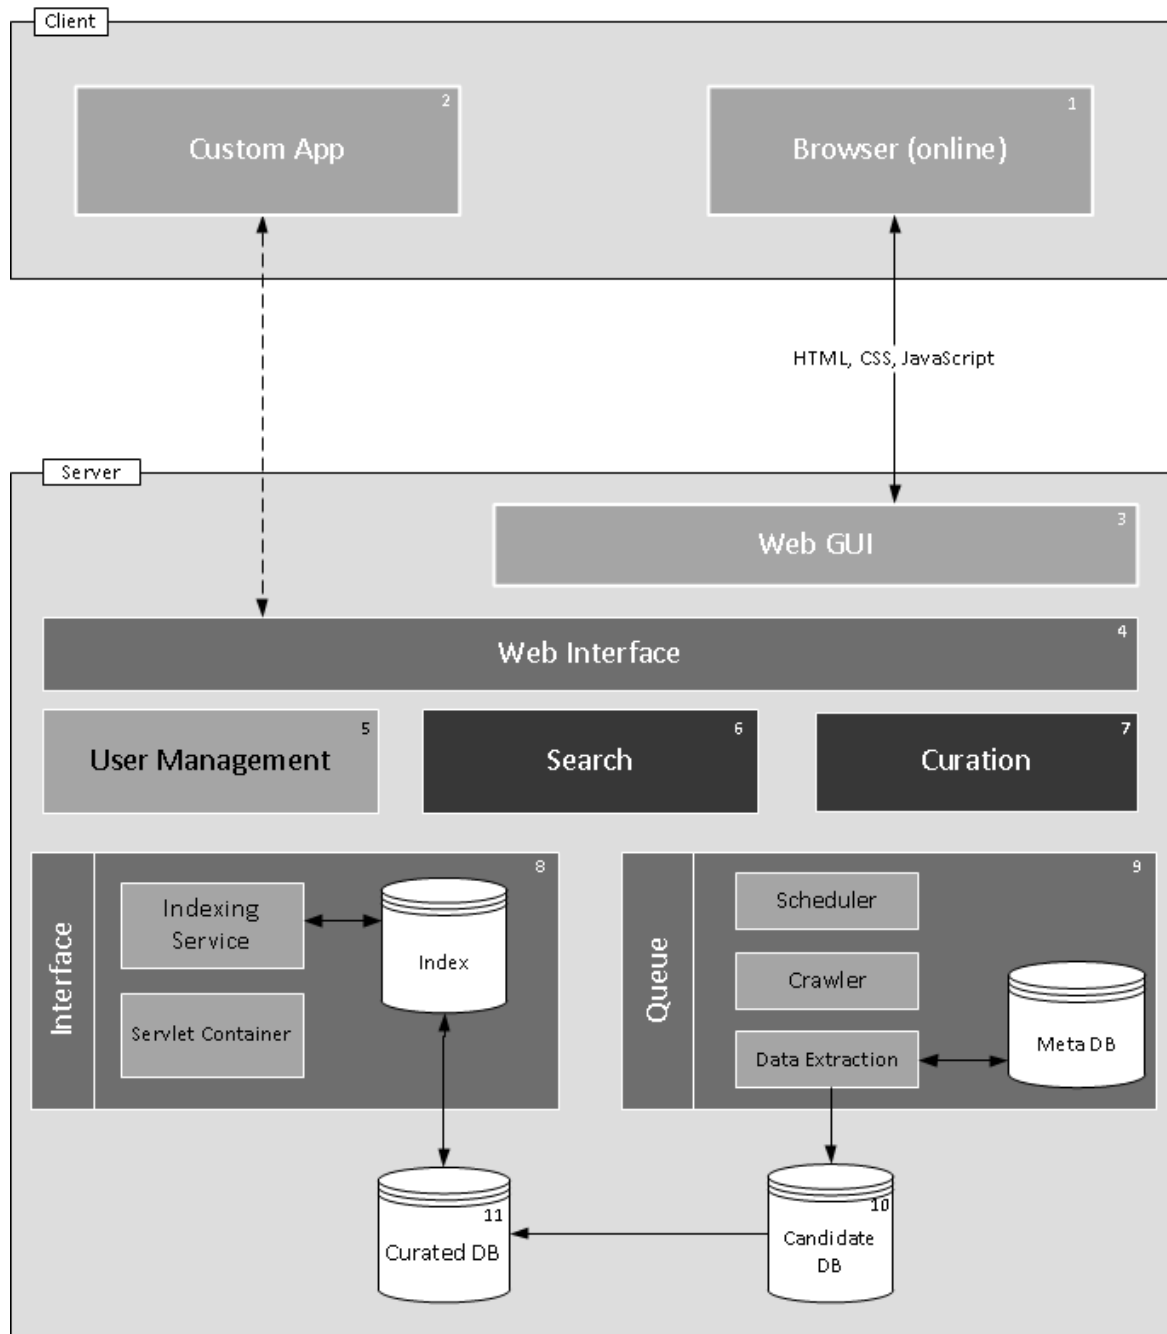 Client
2
Custom App
1
Browser (online)
HTML, CSS, JavaScript
Server
3
Web GUI
4
Web Interface
5
User Management
6
Search
7
Curation
Interface
8
Indexing
Service
Index
Servlet Container
Queue
9
Scheduler
Crawler
Data Extraction
Meta DB
11
Curated DB
10
Candidate
DB